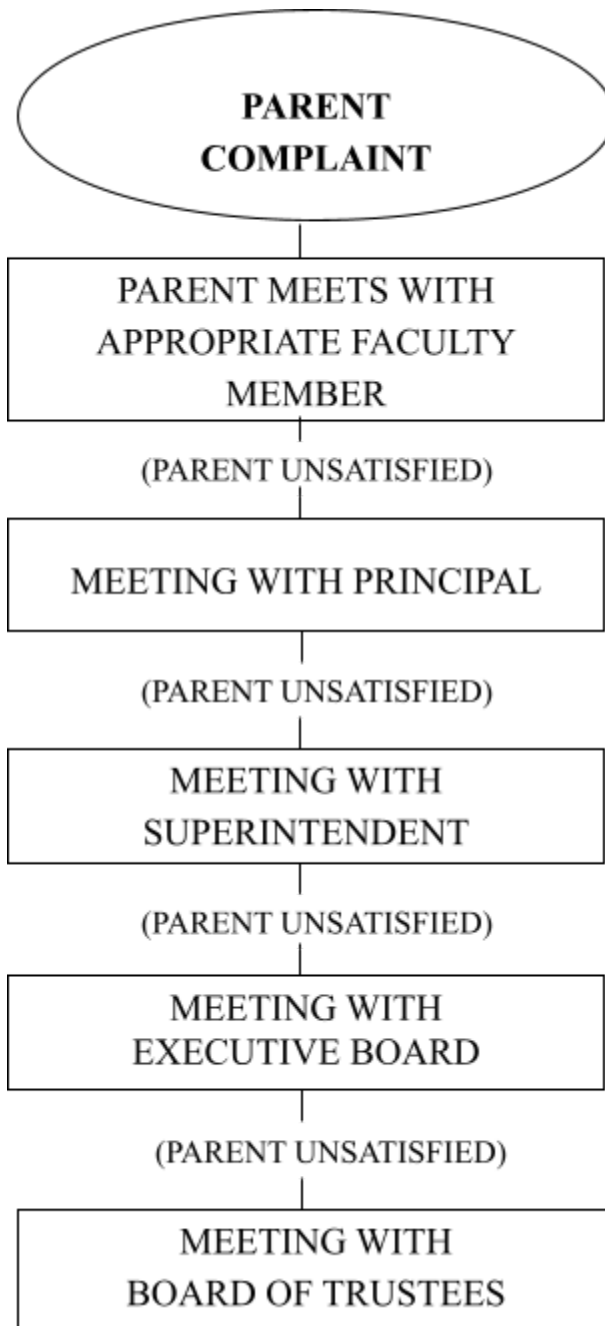 PARENT
COMPLAINT
PARENT MEETS WITH
APPROPRIATE FACULTY
MEMBER
(PARENT UNSATISFIED)
MEETING WITH PRINCIPAL
(PARENT UNSATISFIED)
MEETING WITH
SUPERINTENDENT
(PARENT UNSATISFIED)
MEETING WITH
EXECUTIVE BOARD
(PARENT UNSATISFIED)
MEETING WITH
BOARD OF TRUSTEES